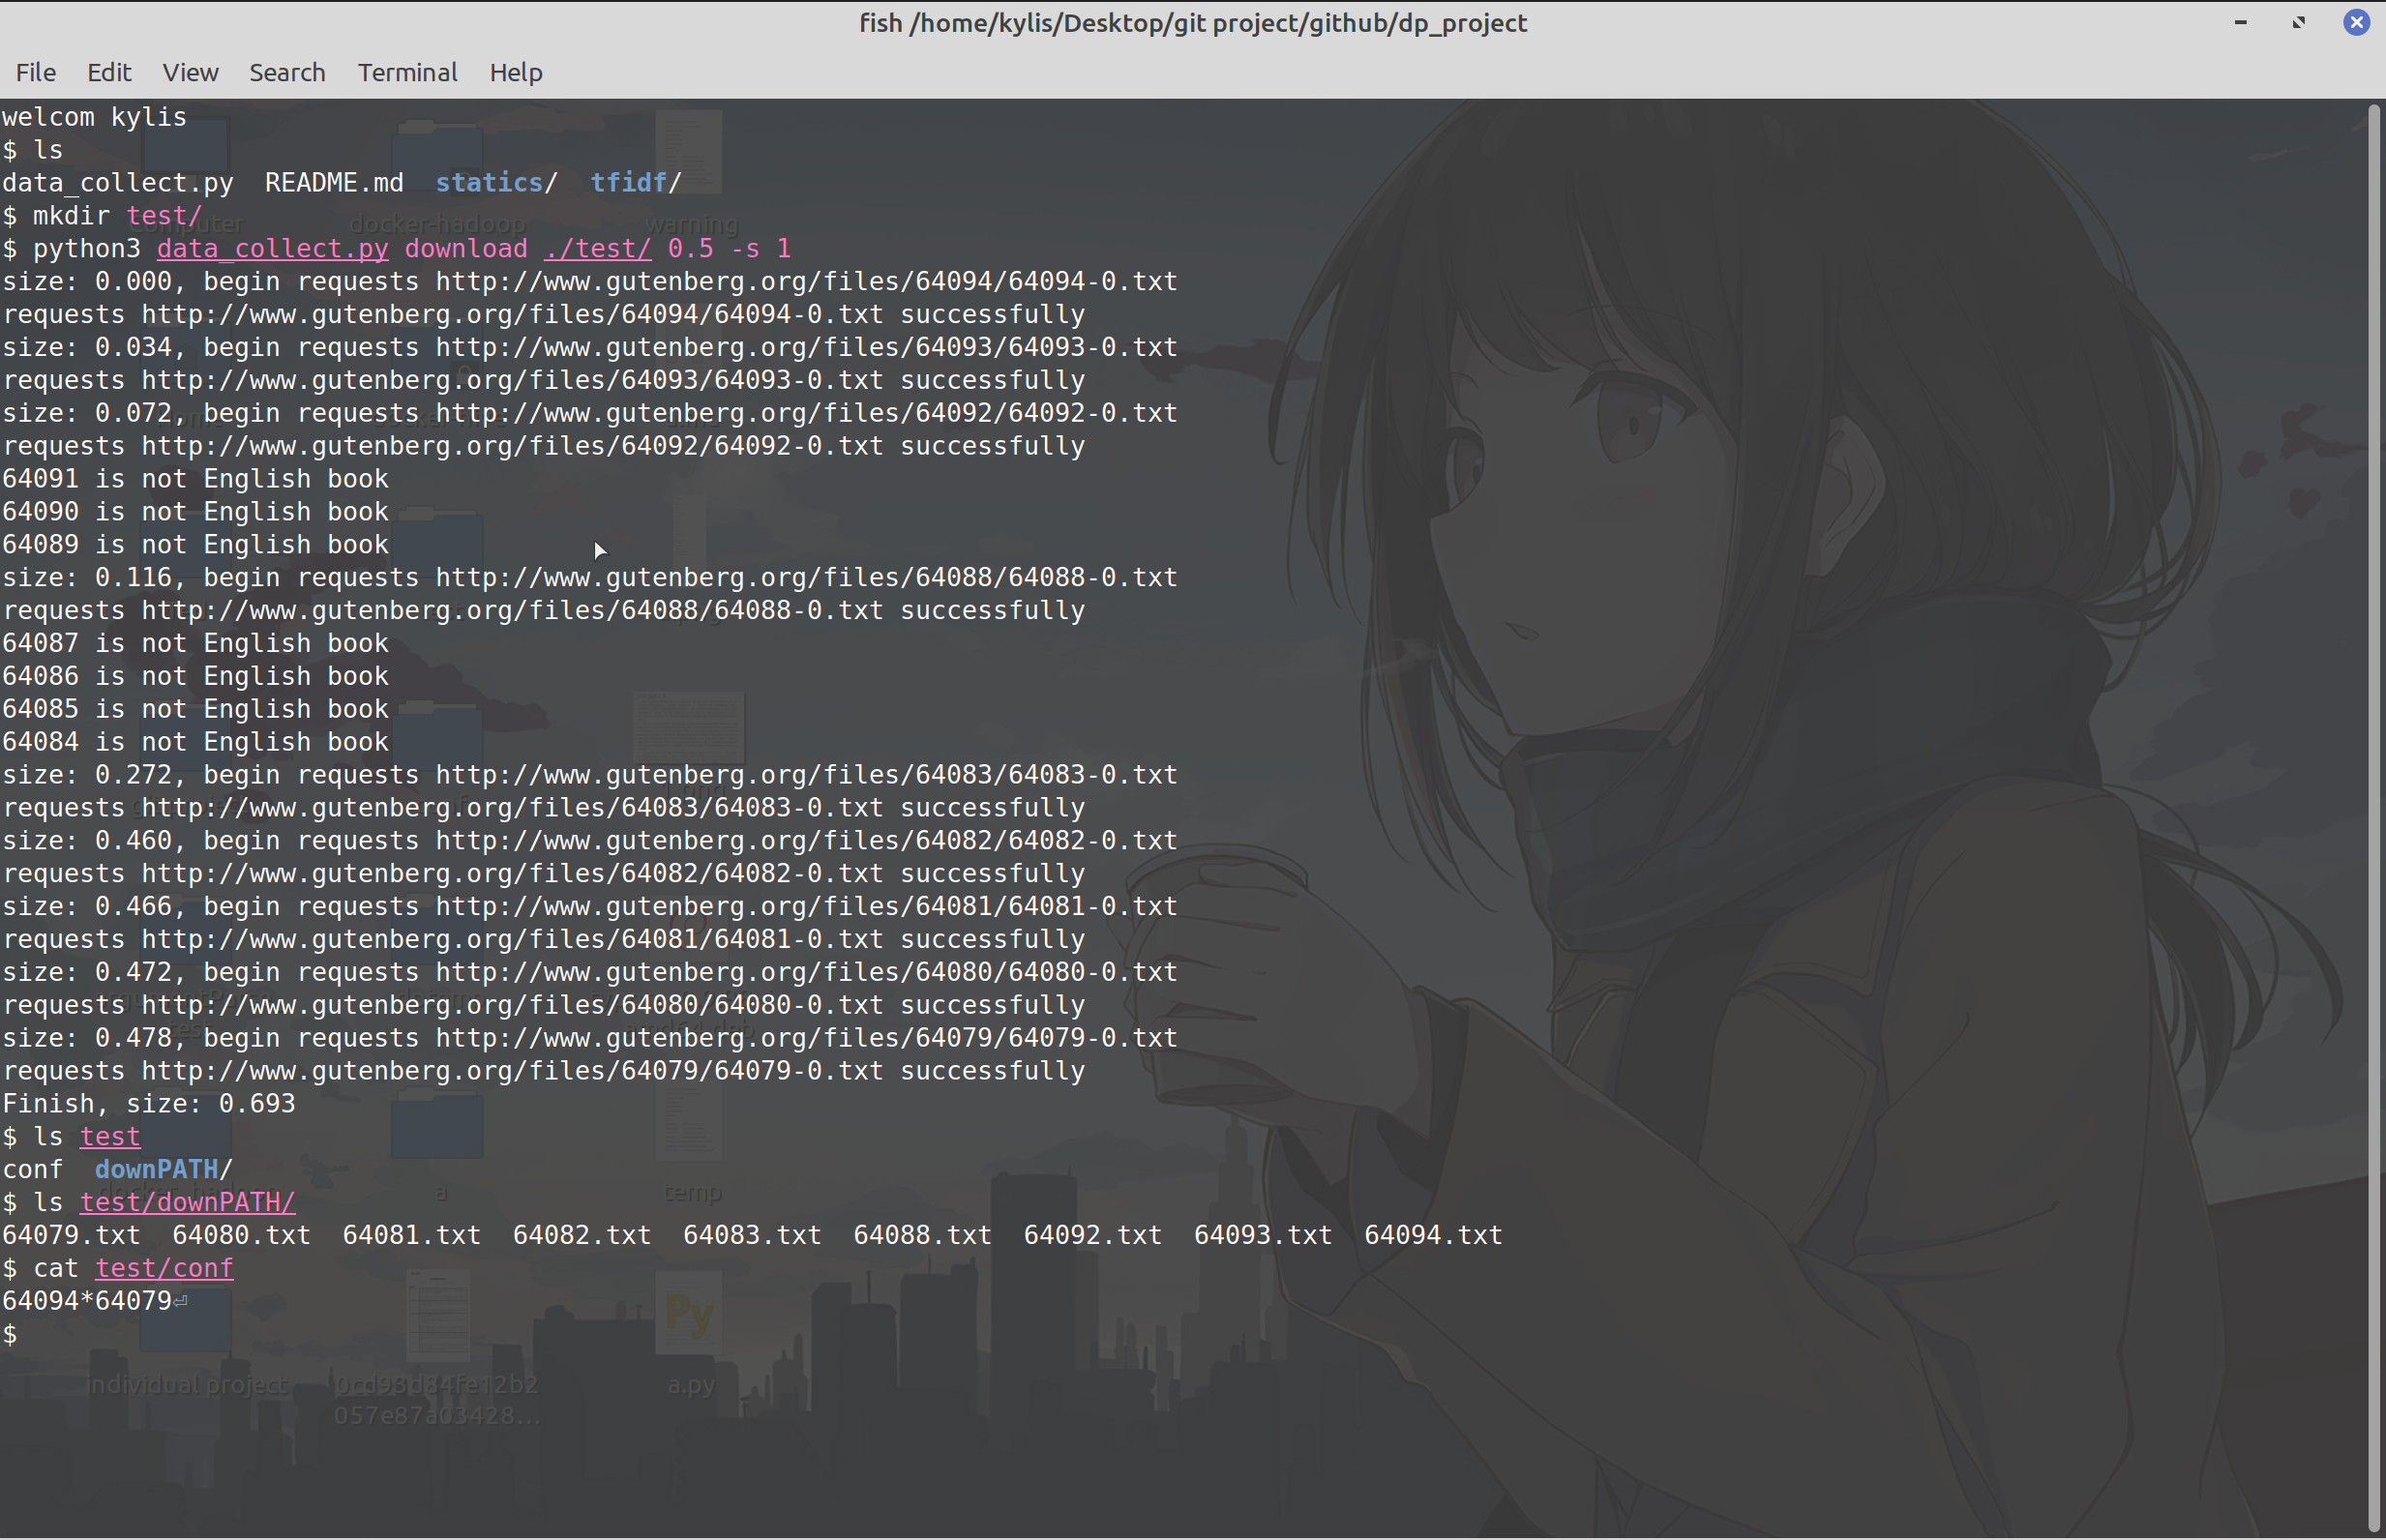 fish /home/kylis/Desktop/git project/github/dp_project
File Edit View Search Terminal Help
welcom kylis
$ ls
data_collect.py  README.md  statics/  tfidf/
$ mkdir test/
$ python3 data_collect.py download ./test/ 0.5 -s 1
size: 0.000, begin requests http://www.gutenberg.org/files/64094/64094-0.txt
requests http://www.gutenberg.org/files/64094/64094-0.txt successfully
size: 0.034, begin requests http://www.gutenberg.org/files/64093/64093-0.txt
requests http://www.gutenberg.org/files/64093/64093-0.txt successfully
size: 0.072, begin requests http://www.gutenberg.org/files/64092/64092-0.txt
requests http://www.gutenberg.org/files/64092/64092-0.txt successfully
64091 is not English book
64090 is not English book
64089 is not English book
size: 0.116, begin requests http://www.gutenberg.org/files/64088/64088-0.txt
requests http://www.gutenberg.org/files/64088/64088-0.txt successfully
64087 is not English book
64086 is not English book
64085 is not English book
64084 is not English book
size: 0.272, begin requests http://www.gutenberg.org/files/64083/64083-0.txt
requests http://www.gutenberg.org/files/64083/64083-0.txt successfully
size: 0.460, begin requests http://www.gutenberg.org/files/64082/64082-0.txt
requests http://www.gutenberg.org/files/64082/64082-0.txt successfully
size: 0.466, begin requests http://www.gutenberg.org/files/64081/64081-0.txt
requests http://www.gutenberg.org/files/64081/64081-0.txt successfully
size: 0.472, begin requests http://www.gutenberg.org/files/64080/64080-0.txt
requests http://www.gutenberg.org/files/64080/64080-0.txt successfully
size: 0.478, begin requests http://www.gutenberg.org/files/64079/64079-0.txt
requests http://www.gutenberg.org/files/64079/64079-0.txt successfully
Finish, size: 0.693
$ ls test
conf  downPATH/
$ ls test/downPATH/
64079.txt  64080.txt  64081.txt  64082.txt  64083.txt  64088.txt  64092.txt  64093.txt  64094.txt
$ cat test/conf
64094*64079⏎
$
Computer
docker-hadoop
warning
a
temp
individual project
0cd93d84fe12b2
057e87a03428...
a.py